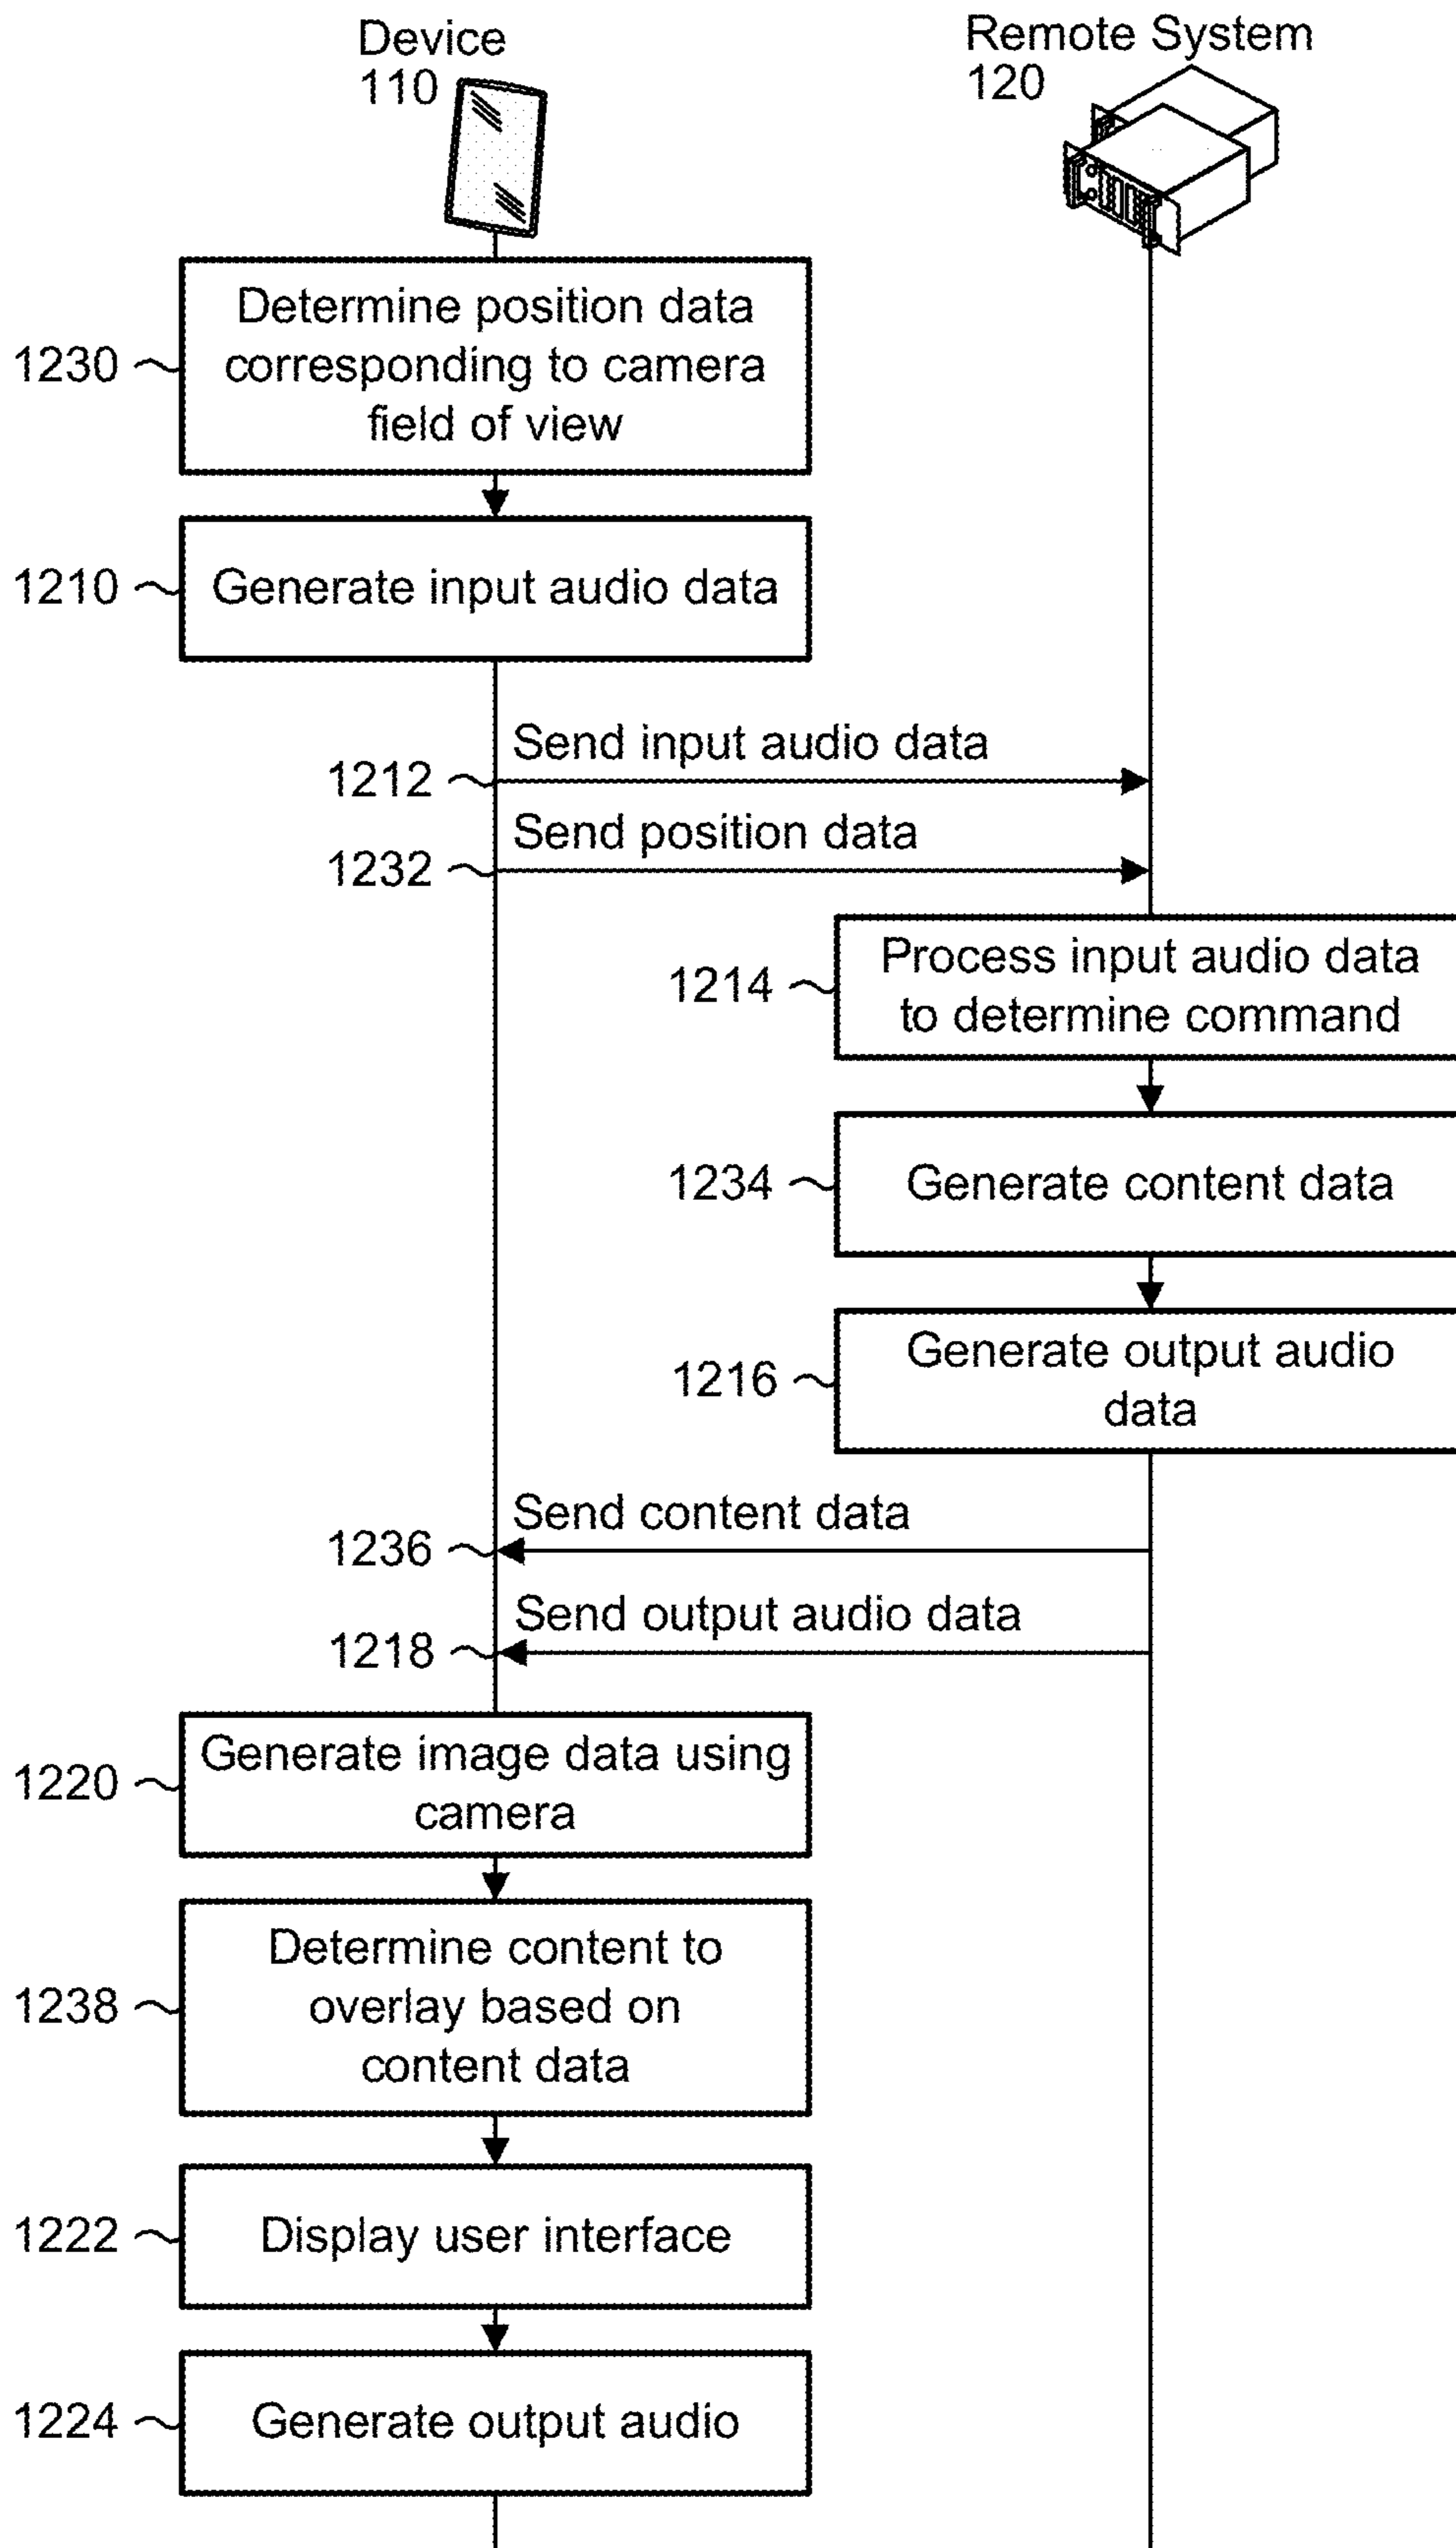 Device
110
Remote System
120
Determine position data
corresponding to camera
field of view
1230
Generate input audio data
1210
Send input audio data
1212
Send position data
1232
Process input audio data
to determine command
1214
Generate content data
1234
Generate output audio
data
1216
Send content data
1236
Send output audio data
1218
Generate image data using
camera
1220
Determine content to
overlay based on
content data
1238
Display user interface
1222
Generate output audio
1224